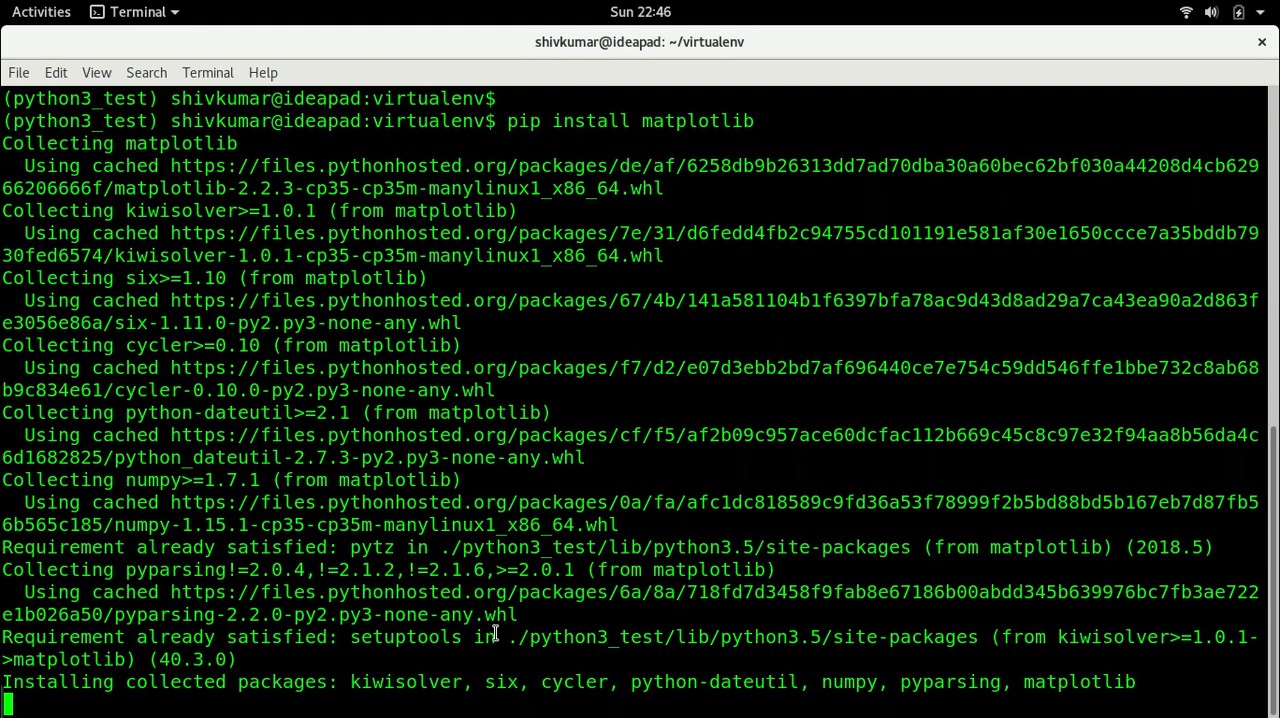 Activities Terminal Sun 22:46
shivkumar@ideapad: ~/virtualenv ×
File Edit View Search Terminal Help
(python3_test) shivkumar@ideapad:virtualenv$
(python3_test) shivkumar@ideapad:virtualenv$ pip install matplotlib
Collecting matplotlib
  Using cached https://files.pythonhosted.org/packages/de/af/6258db9b26313dd7ad70dba30a60bec62bf030a44208d4cb629
66206666f/matplotlib-2.2.3-cp35-cp35m-manylinux1_x86_64.whl
Collecting kiwisolver>=1.0.1 (from matplotlib)
  Using cached https://files.pythonhosted.org/packages/7e/31/d6fedd4fb2c94755cd101191e581af30e1650ccce7a35bddb79
30fed6574/kiwisolver-1.0.1-cp35-cp35m-manylinux1_x86_64.whl
Collecting six>=1.10 (from matplotlib)
  Using cached https://files.pythonhosted.org/packages/67/4b/141a581104b1f6397bfa78ac9d43d8ad29a7ca43ea90a2d863f
e3056e86a/six-1.11.0-py2.py3-none-any.whl
Collecting cycler>=0.10 (from matplotlib)
  Using cached https://files.pythonhosted.org/packages/f7/d2/e07d3ebb2bd7af696440ce7e754c59dd546ffe1bbe732c8ab68
b9c834e61/cycler-0.10.0-py2.py3-none-any.whl
Collecting python-dateutil>=2.1 (from matplotlib)
  Using cached https://files.pythonhosted.org/packages/cf/f5/af2b09c957ace60dcfac112b669c45c8c97e32f94aa8b56da4c
6d1682825/python_dateutil-2.7.3-py2.py3-none-any.whl
Collecting numpy>=1.7.1 (from matplotlib)
  Using cached https://files.pythonhosted.org/packages/0a/fa/afc1dc818589c9fd36a53f78999f2b5bd88bd5b167eb7d87fb5
6b565c185/numpy-1.15.1-cp35-cp35m-manylinux1_x86_64.whl
Requirement already satisfied: pytz in ./python3_test/lib/python3.5/site-packages (from matplotlib) (2018.5)
Collecting pyparsing!=2.0.4,!=2.1.2,!=2.1.6,>=2.0.1 (from matplotlib)
  Using cached https://files.pythonhosted.org/packages/6a/8a/718fd7d3458f9fab8e67186b00abdd345b639976bc7fb3ae722
e1b026a50/pyparsing-2.2.0-py2.py3-none-any.whl
Requirement already satisfied: setuptools in ./python3_test/lib/python3.5/site-packages (from kiwisolver>=1.0.1-
>matplotlib) (40.3.0)
Installing collected packages: kiwisolver, six, cycler, python-dateutil, numpy, pyparsing, matplotlib